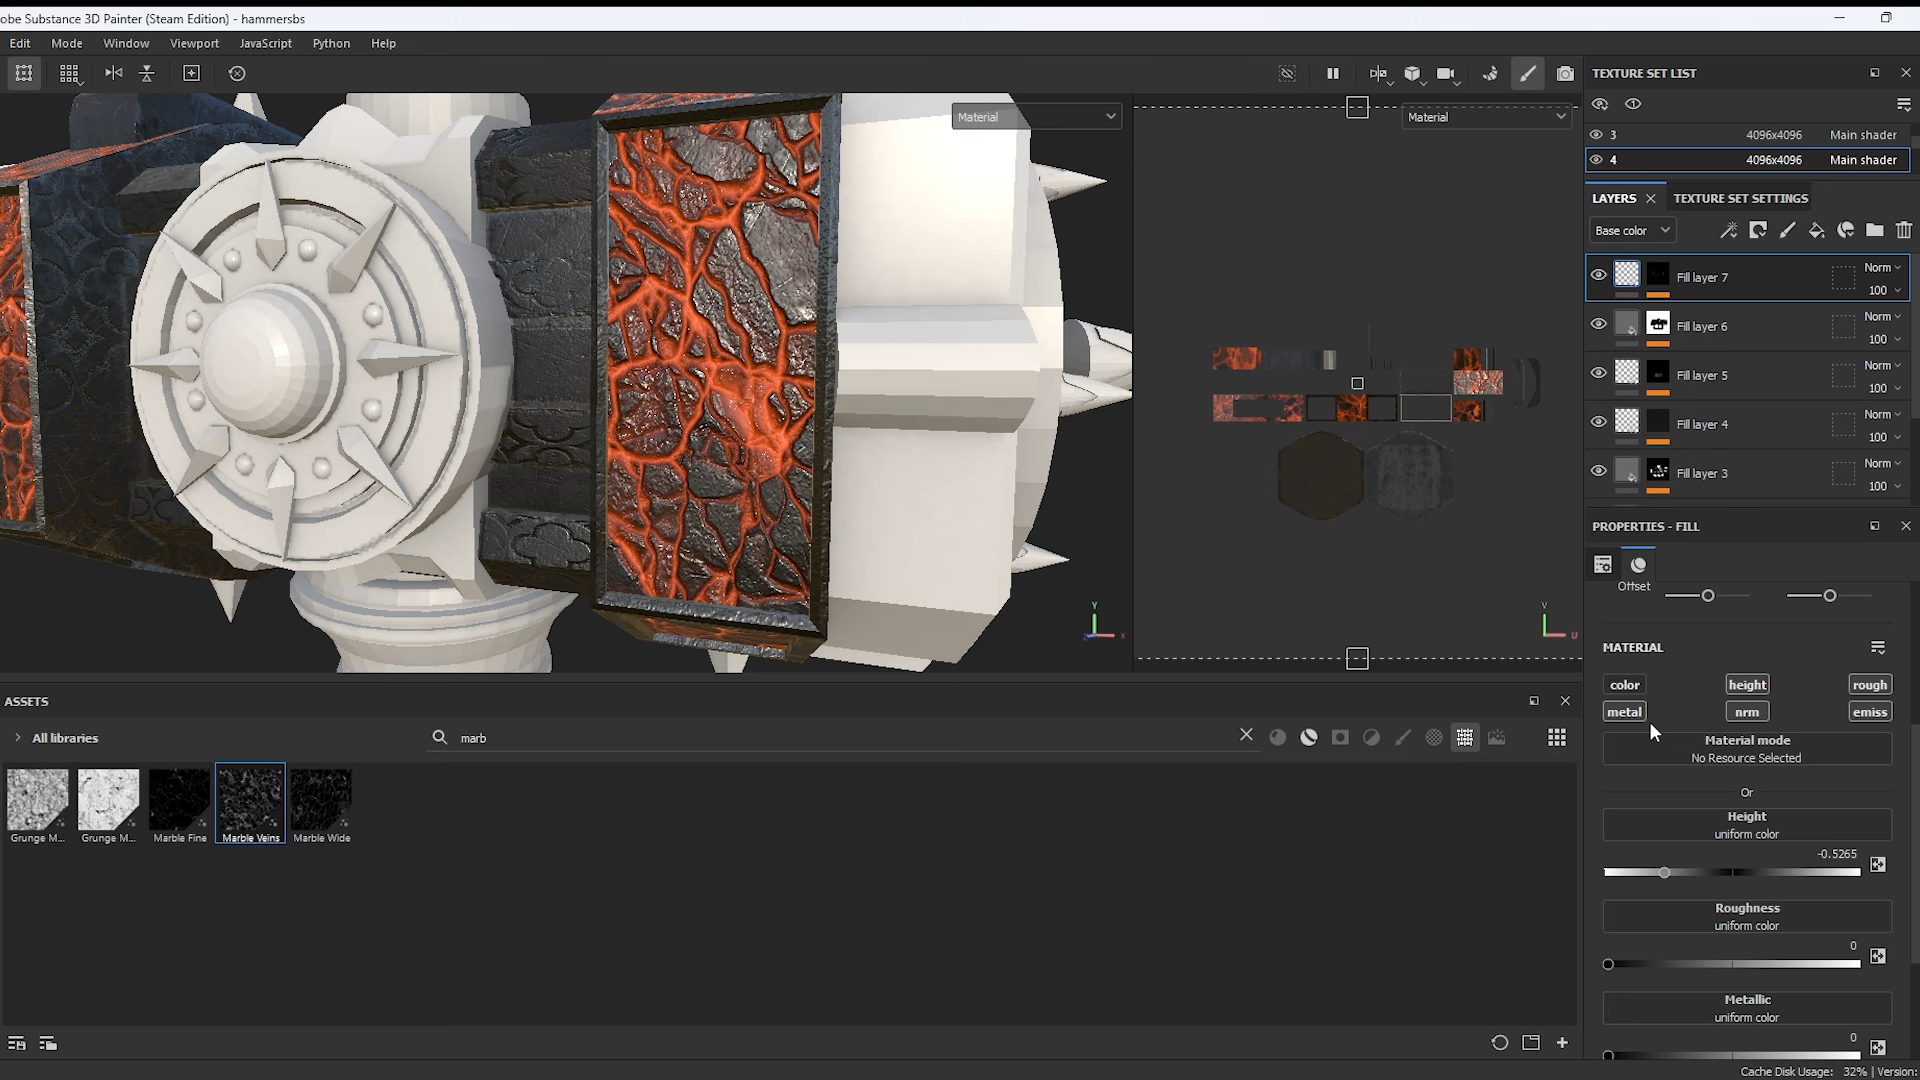 obe Substance 3D Painter (Steam Edition) - hammersbs
Edit Mode Window Viewport JavaScript Python Help
TEXTURE SET LIST
Material
Material
3 4096x4096 Main shader
4 4096x4096 Main shader
LAYERS TEXTURE SET SETTINGS
Base color
Fill layer 7 Norm 100
Fill layer 6 Norm 100
Fill layer 5 Norm 100
Fill layer 4 Norm 100
Fill layer 3 Norm 100
PROPERTIES - FILL
Offset
MATERIAL
color height rough
metal nrm emiss
Material mode
No Resource Selected
Or
Height
uniform color
-0.5265
Roughness
uniform color
0
Metallic
uniform color
0
Y
X
Z
V
U
ASSETS
All libraries
marb
Grunge M... Grunge M... Marble Fine Marble Veins Marble Wide
Cache Disk Usage: 32% | Version: